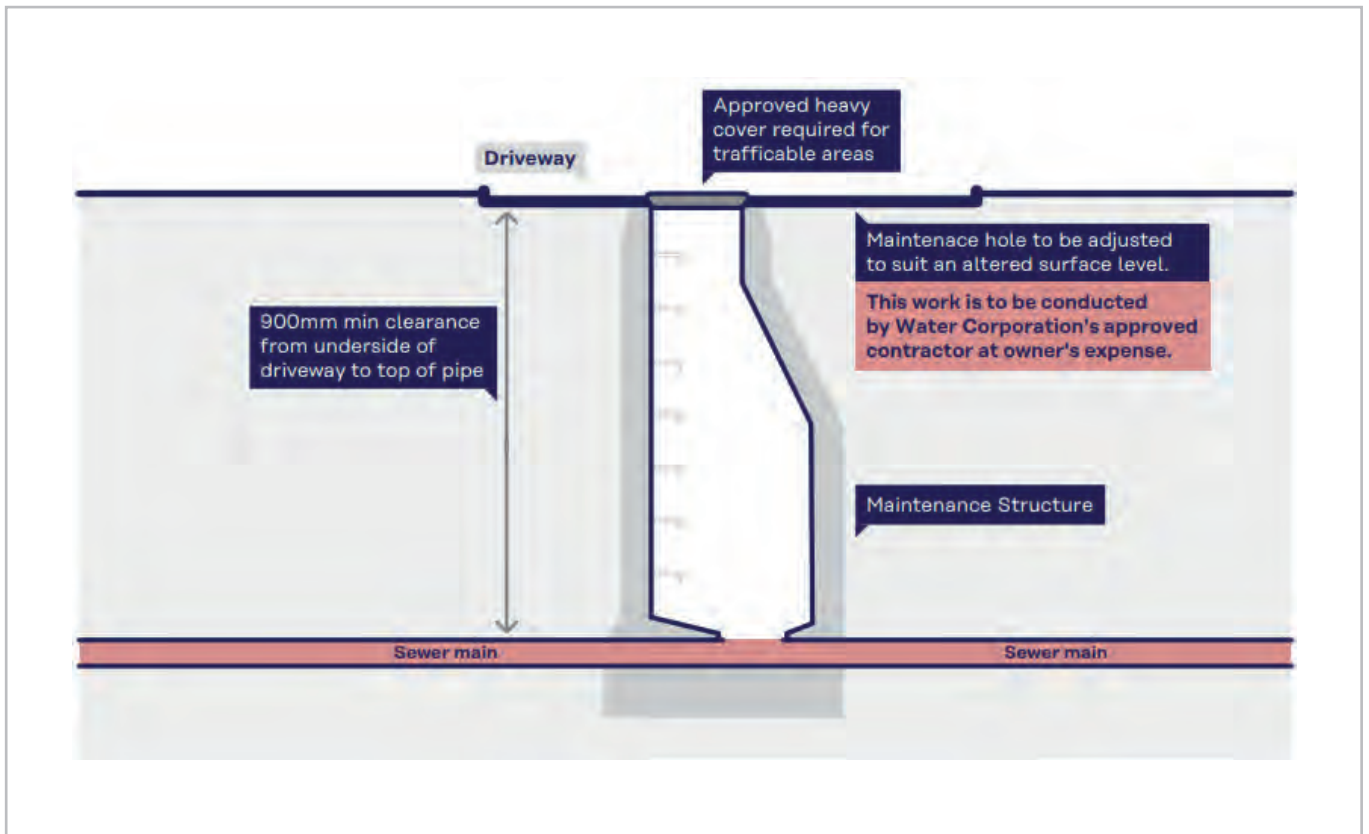 Approved heavy
cover required for
trafficable areas
Driveway
Maintenace hole to be adjusted
to suit an altered surface level.
This work is to be conducted
by Water Corporation's approved
contractor at owner's expense.
900mm min clearance
from underside of
driveway to top of pipe
Maintenance Structure
Sewer main
Sewer main